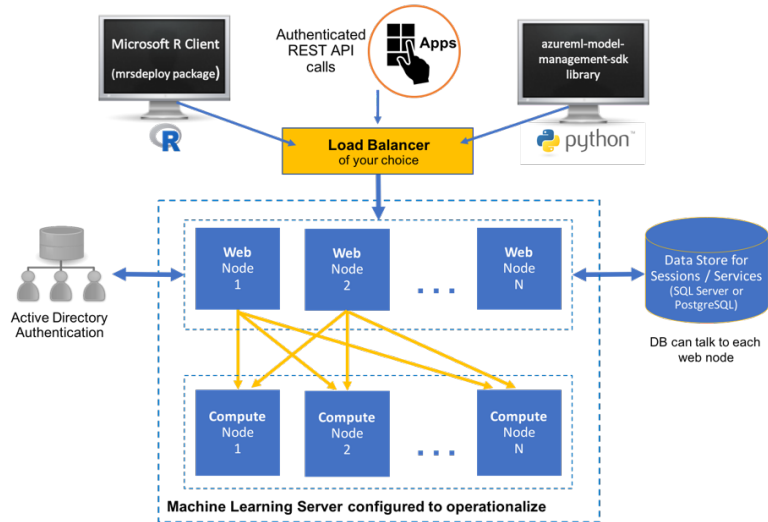 Microsoft R Client
(mrsdeploy package)
Authenticated
REST API
calls
Apps
azureml-model-
management-sdk
library
R
python™
Load Balancer
of your choice
Web
Node
1
Web
Node
2
...
Web
Node
N
Active Directory
Authentication
Data Store for
Sessions / Services
(SQL Server or
PostgreSQL)
DB can talk to each
web node
Compute
Node
1
Compute
Node
2
...
Compute
Node
N
Machine Learning Server configured to operationalize